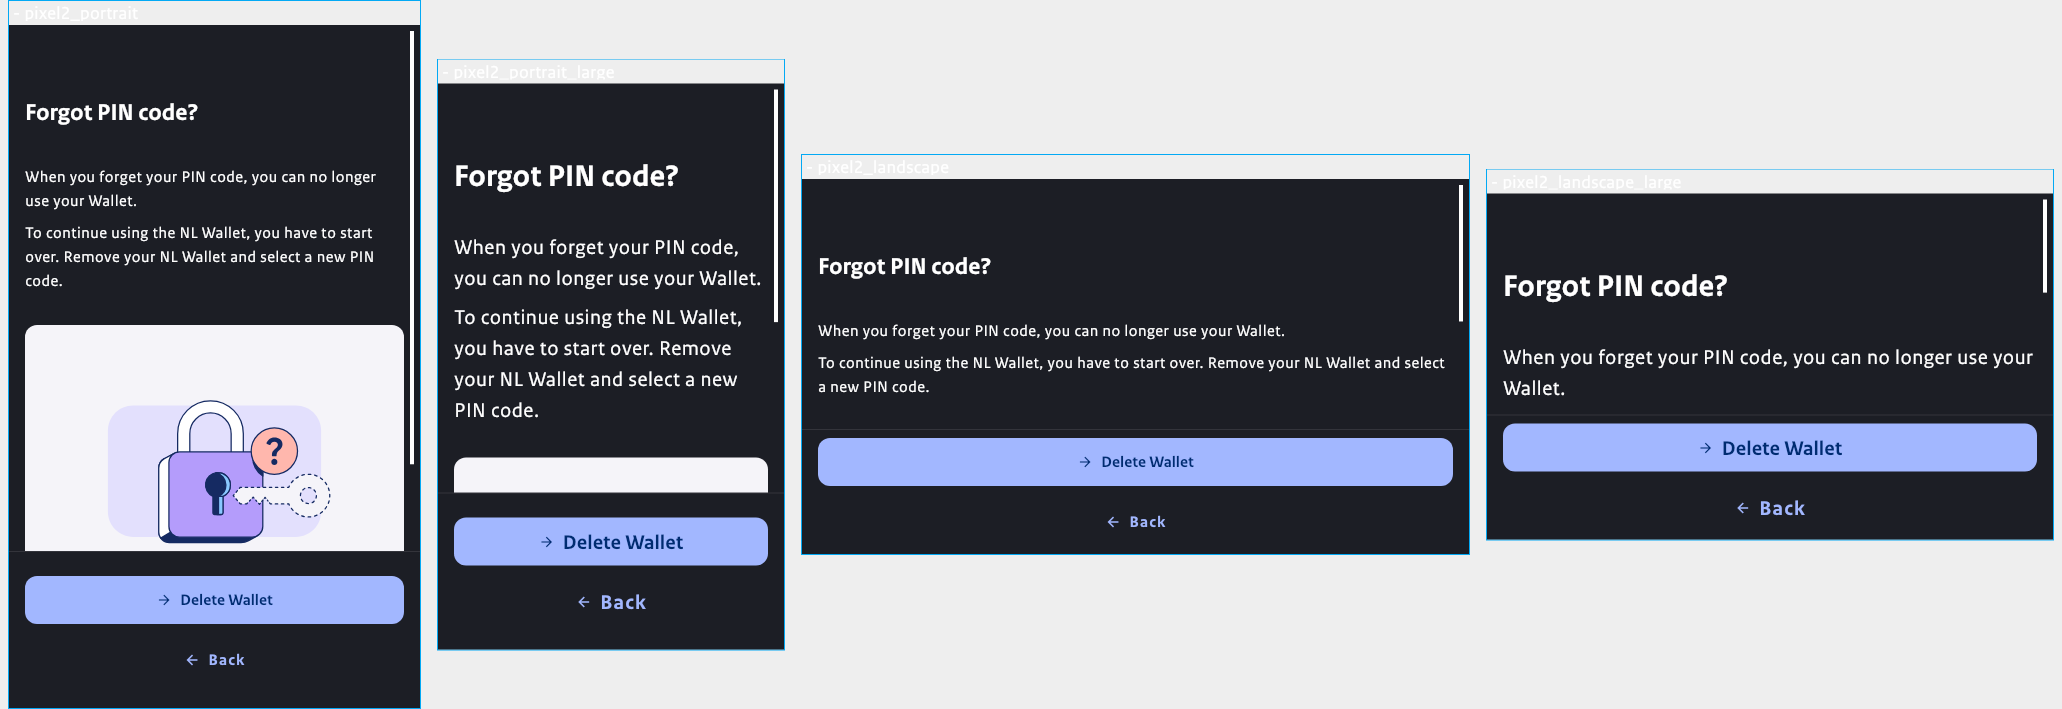 - pixel2_portrait
Forgot PIN code?
When you forget your PIN code, you can no longer
use your Wallet.
To continue using the NL Wallet, you have to start
over. Remove your NL Wallet and select a new PIN
code.
?
→ Delete Wallet
← Back
- pixel2_portrait_large
Forgot PIN code?
When you forget your PIN code,
you can no longer use your Wallet.
To continue using the NL Wallet,
you have to start over. Remove
your NL Wallet and select a new
PIN code.
→ Delete Wallet
← Back
- pixel2_landscape
Forgot PIN code?
When you forget your PIN code, you can no longer use your Wallet.
To continue using the NL Wallet, you have to start over. Remove your NL Wallet and select
a new PIN code.
→ Delete Wallet
← Back
- pixel2_landscape_large
Forgot PIN code?
When you forget your PIN code, you can no longer use your
Wallet.
→ Delete Wallet
← Back